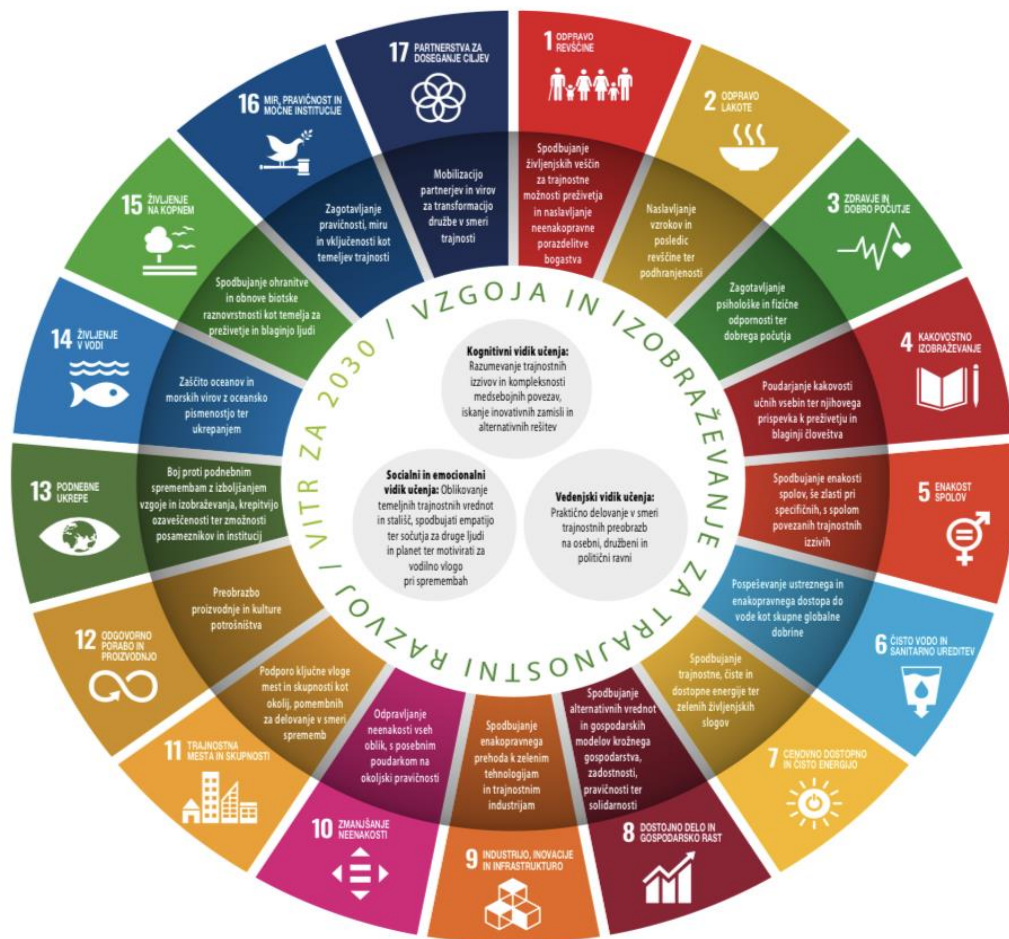 VZGOJA IN IZOBRAŽEVANJE ZA TRAJNOSTNI RAZVOJ / VITR ZA 2030 /
Kognitivni vidik učenja:
Razumevanje trajnostnih
izzivov in kompleksnosti
medsebojnih povezav,
iskanje inovativnih zamisli in
alternativnih rešitev
Socialni in emocionalni
vidik učenja: Oblikovanje
temeljnih trajnostnih vrednot
in stališč, spodbujati empatijo
ter sočutja za druge ljudi
in planet ter motivirati za
vodilno vlogo
pri spremembah
Vedenjski vidik učenja:
Praktično delovanje v smeri
trajnostnih preobrazb
na osebni, družbeni in
politični ravni
1 ODPRAVO
REVŠČINE
Spodbujanje
življenjskih veščin
za trajnostne
možnosti preživetja
in naslavljanje
neenakopravne
porazdelitve
bogastva
2 ODPRAVO
LAKOTE
Naslavljanje
vzrokov in
posledic
revščine ter
podhranjenosti
3 ZDRAVJE IN
DOBRO POČUTJE
Zagotavljanje
psihološke in fizične
odpornosti ter
dobrega počutja
4 KAKOVOSTNO
IZOBRAŽEVANJE
Poudarjanje kakovosti
učnih vsebin ter njihovega
prispevka k preživetju in
blaginji človeštva
5 ENAKOST
SPOLOV
Spodbujanje enakosti
spolov, še zlasti pri
specifičnih, s spolom
povezanih trajnostnih
izzivih
6 ČISTO VODO IN
SANITARNO UREDITEV
Pospeševanje ustreznega in
enakopravnega dostopa do
vode kot skupne globalne
dobrine
7 CENOVNO DOSTOPNO
IN ČISTO ENERGIJO
Spodbujanje
trajnostne, čiste in
dostopne energije ter
zelenih življenjskih
slogov
8 DOSTOJNO DELO IN
GOSPODARSKO RAST
Spodbujanje
alternativnih vrednot
in gospodarskih
modelov krožnega
gospodarstva,
zadostnosti,
pravičnosti ter
solidarnosti
9 INDUSTRIJO, INOVACIJE
IN INFRASTRUKTURO
Spodbujanje
enakopravnega
prehoda k zelenim
tehnologijam
in trajnostnim
industrijam
10 ZMANJŠANJE
NEENAKOSTI
Odpravljanje
neenakosti vseh
oblik, s posebnim
poudarkom na
okoljski pravičnosti
11 TRAJNOSTNA
MESTA IN SKUPNOSTI
Podporo ključne vloge
mest in skupnosti kot
okolij, pomembnih
za delovanje v smeri
sprememb
12 ODGOVORNO
PORABO IN
PROIZVODNJO
Preobrazbo
proizvodnje in kulture
potrošništva
13 PODNEBNE
UKREPE
Boj proti podnebnim
spremembam z izboljšanjem
vzgoje in izobraževanja, krepitvijo
ozaveščenosti ter zmožnosti
posameznikov in institucij
14 ŽIVLJENJE
V VODI
Zaščito oceanov in
morskih virov z oceansko
pismenostjo ter
ukrepanjem
15 ŽIVLJENJE
NA KOPNEM
Spodbujanje ohranitve
in obnove biotske
raznovrstnosti kot temelja za
preživetje in blaginjo ljudi
16 MIR, PRAVIČNOST IN
MOČNE INSTITUCIJE
Zagotavljanje
pravičnosti, miru
in vključenosti kot
temeljev trajnosti
17 PARTNERSTVA ZA
DOSEGANJE CILJEV
Mobilizacijo
partnerjev in virov
za transformacijo
družbe v smeri
trajnosti